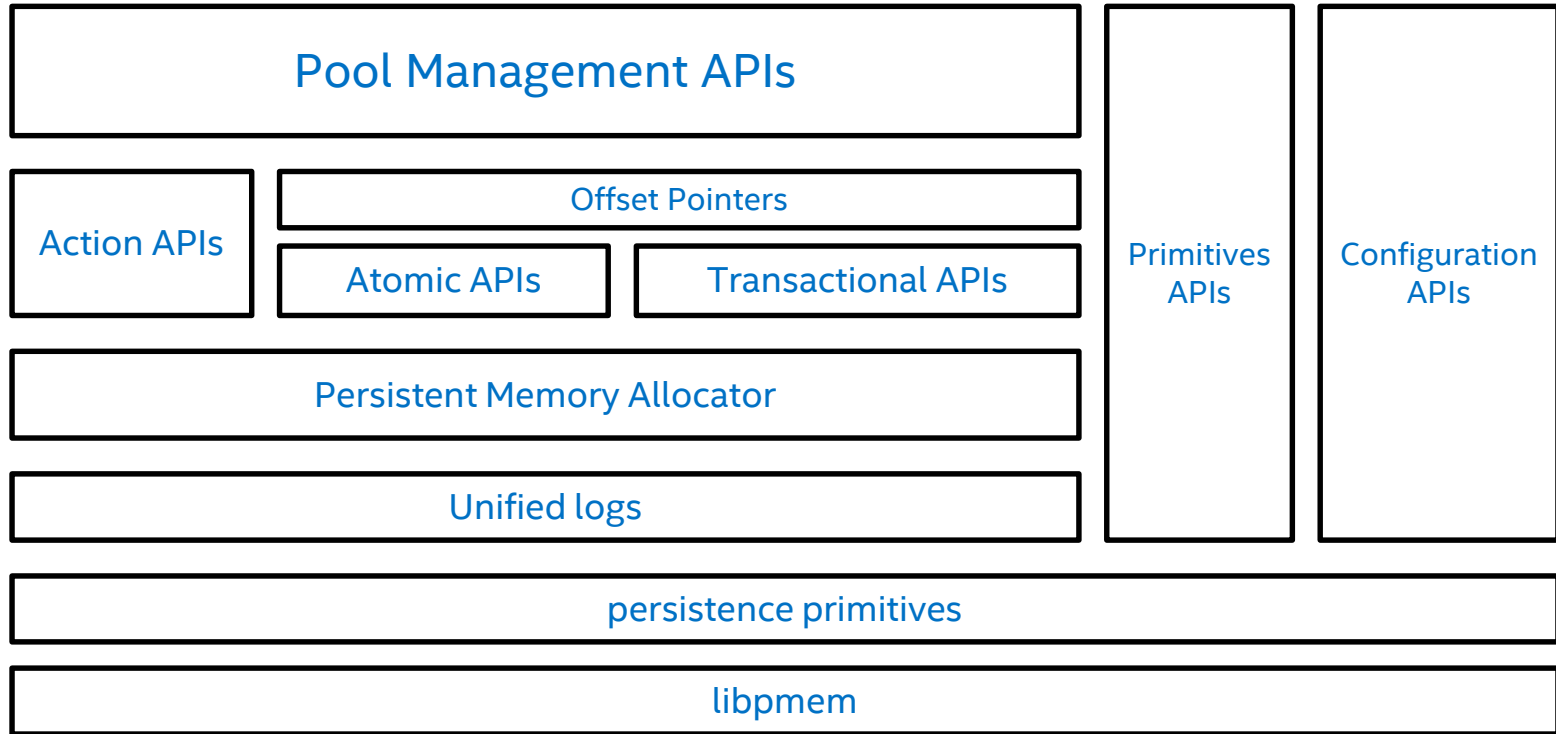 Pool Management APIs
Action APIs
Offset Pointers
Atomic APIs
Transactional APIs
Primitives
APIs
Configuration
APIs
Persistent Memory Allocator
Unified logs
persistence primitives
libpmem